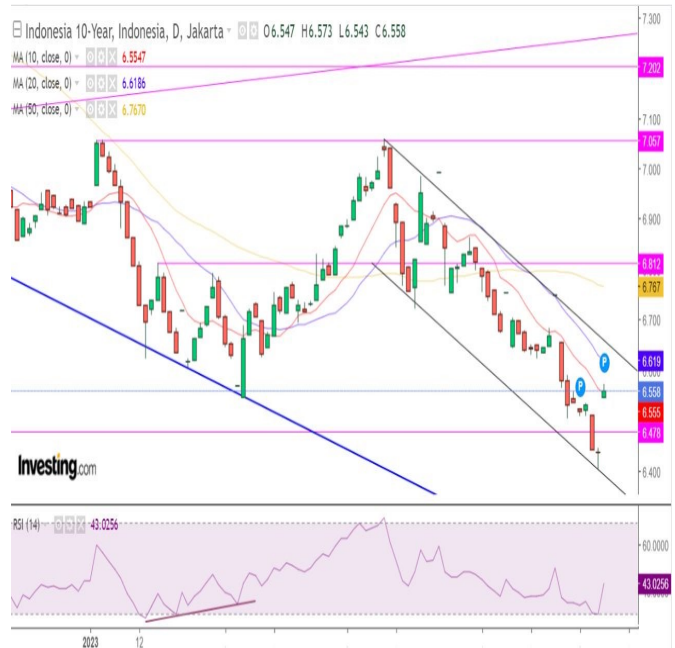 Indonesia 10-Year, Indonesia, D, Jakarta O6.547 H6.573 L6.543 C6.558
MA (10, close, 0) 6.5547
MA (20, close, 0) 6.6186
MA (50, close, 0) 6.7670
7.300
7.202
7.100
7.057
7.000
6.900
6.812
6.767
6.700
6.619
6.600
6.558
6.555
6.478
6.400
P
P
Investing.com
RSI (14) 43.0256
60.0000
43.0256
2023 12